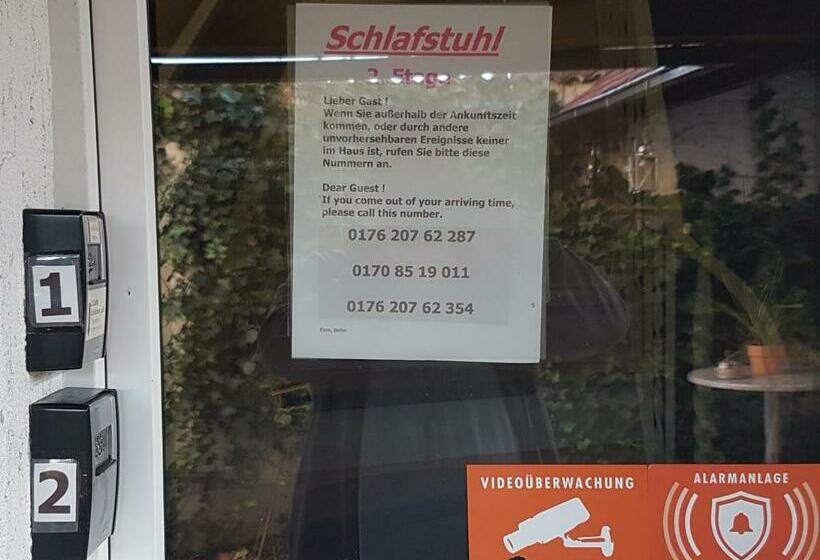 Schlafstuhl
2. Etage
Lieber Gast !
Wenn Sie außerhalb der Ankunftszeit
kommen, oder durch andere
unvorhersehbaren Ereignisse keiner
im Haus ist, rufen Sie bitte diese
Nummern an.
Dear Guest !
If you come out of your arriving time,
please call this number.
0176 207 62 287
0170 85 19 011
0176 207 62 354
1
2
VIDEOÜBERWACHUNG
ALARMANLAGE